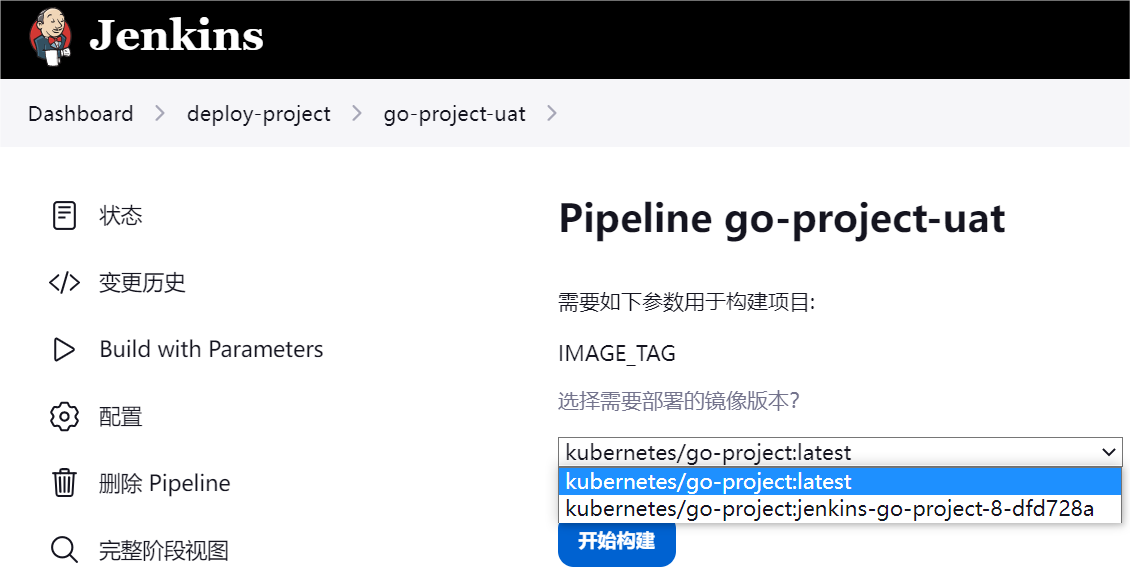 Jenkins
Dashboard
deploy-project
go-project-uat
状态
变更历史
Build with Parameters
配置
删除 Pipeline
完整阶段视图
Pipeline go-project-uat
需要如下参数用于构建项目:
IMAGE_TAG
选择需要部署的镜像版本?
kubernetes/go-project:latest
kubernetes/go-project:latest
kubernetes/go-project:jenkins-go-project-8-dfd728a
开始构建